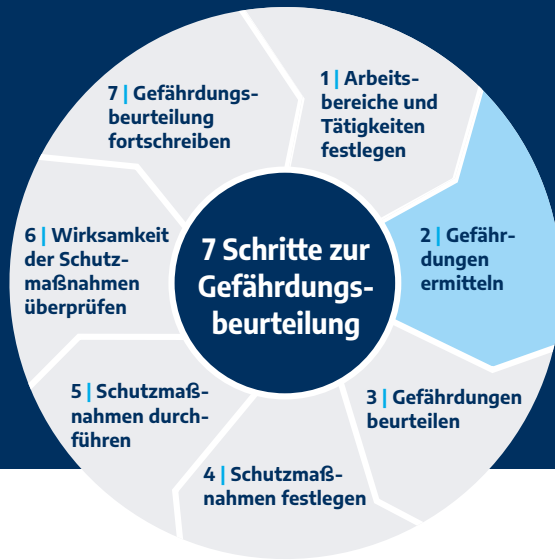 7 Schritte zur
Gefährdungs-
beurteilung
1 | Arbeits-
bereiche und
Tätigkeiten
festlegen
2 | Gefähr-
dungen
ermitteln
3 | Gefährdungen
beurteilen
4 | Schutzmaß-
nahmen festlegen
5 | Schutzmaß-
nahmen durch-
führen
6 | Wirksamkeit
der Schutz-
maßnahmen
überprüfen
7 | Gefährdungs-
beurteilung
fortschreiben